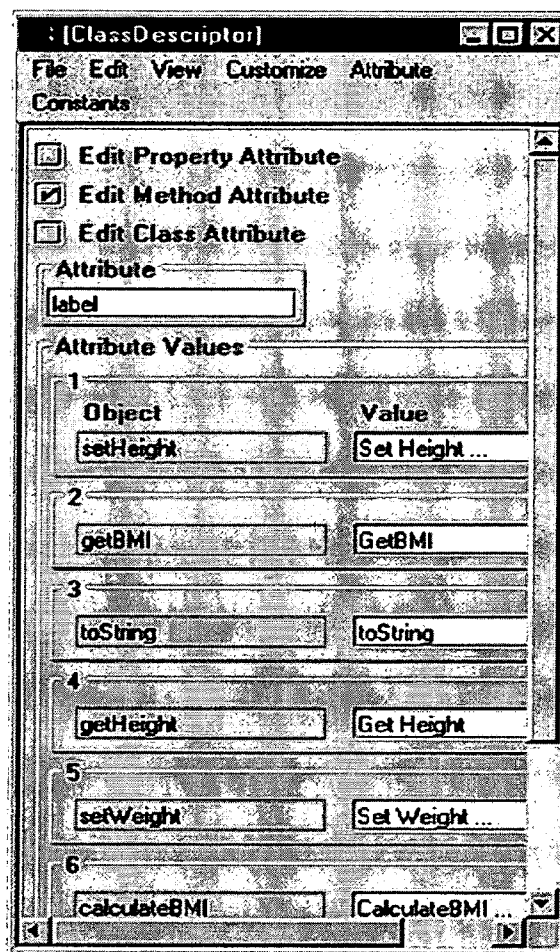 : [ClassDescriptor]
File Edit View Customize Attribute
Constants
Edit Property Attribute
Edit Method Attribute
Edit Class Attribute
Attribute
label
Attribute Values
1
Object Value
setHeight Set Height ...
2
getBMI GetBMI
3
toString toString
4
getHeight Get Height
5
setWeight Set Weight ...
6
calculateBMI CalculateBMI ...